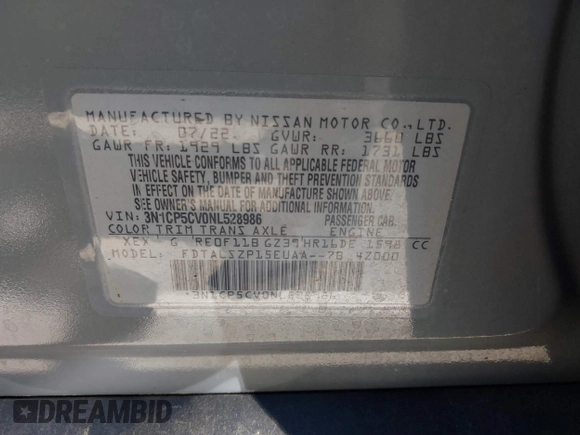 MANUFACTURED BY NISSAN MOTOR CO.,LTD.
DATE: 07/22 GVWR: 3660 LBS
GAWR FR: 1929 LBS GAWR RR: 1731 LBS
THIS VEHICLE CONFORMS TO ALL APPLICABLE FEDERAL MOTOR
VEHICLE SAFETY, BUMPER AND THEFT PREVENTION STANDARDS
IN EFFECT ON THE DATE OF MANUFACTURE SHOWN ABOVE.
SEE OWNER'S MANUAL FOR ADDITIONAL INFORMATION
VIN: 3N1CP5CV0NL528986 PASSENGER CAR
COLOR TRIM TRANS AXLE ENGINE
XEX G RE0F11B GZ39 HR16DE 1598 CC
MODEL: FDTALSZP15EUAA--7B 42000
DREAMBID